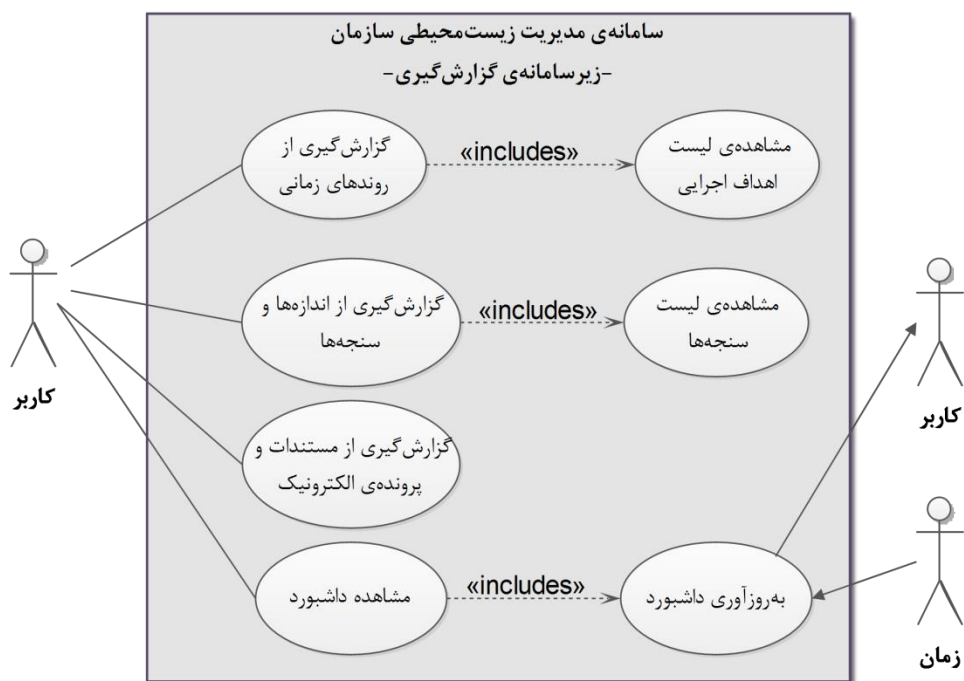 سامانه‌ی مدیریت زیست‌محیطی سازمان
-زیرسامانه‌ی گزارش‌گیری-
گزارش‌گیری از
روندهای زمانی
«includes»
مشاهده‌ی لیست
اهداف اجرایی
کاربر
گزارش‌گیری از اندازه‌ها و
سنجه‌ها
«includes»
مشاهده‌ی لیست
سنجه‌ها
کاربر
گزارش‌گیری از مستندات و
پرونده‌ی الکترونیک
مشاهده داشبورد
«includes»
به‌روزآوری داشبورد
زمان